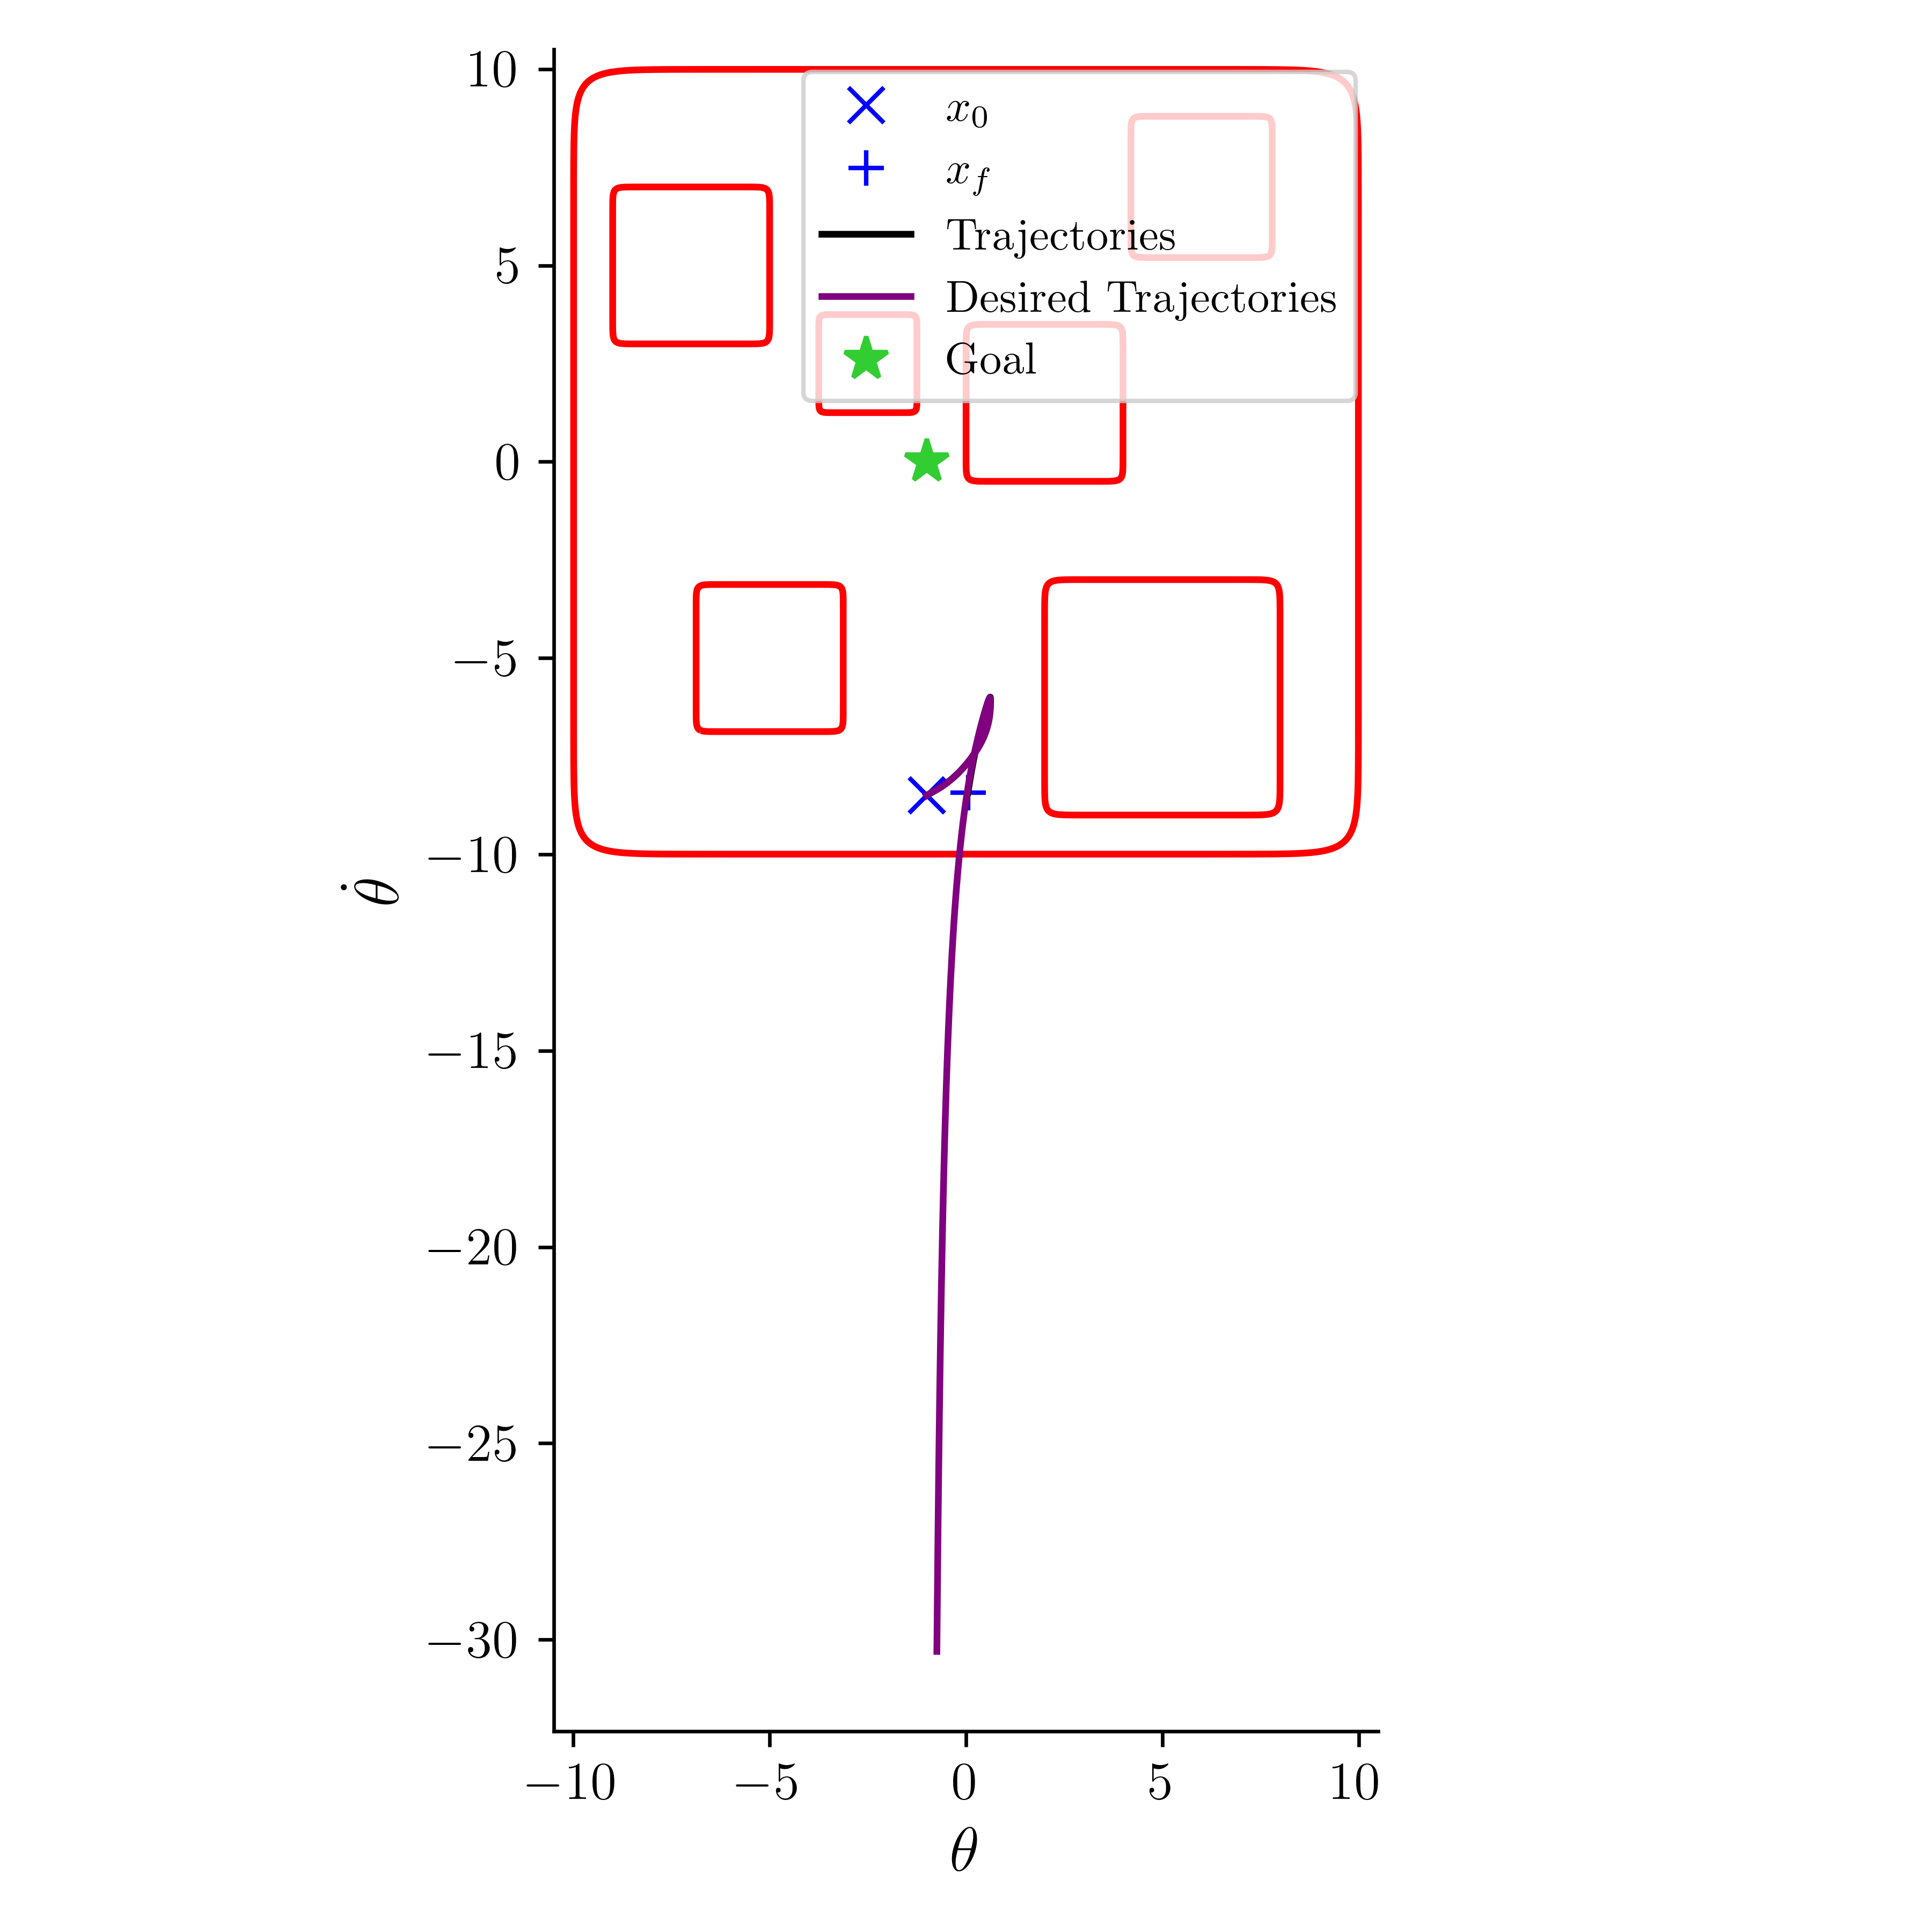 10
5
0
−5
−10
−15
−20
−25
−30
θ̇
x₀
x_f
Trajectories
Desired Trajectories
Goal
−10 −5 0 5 10
θ